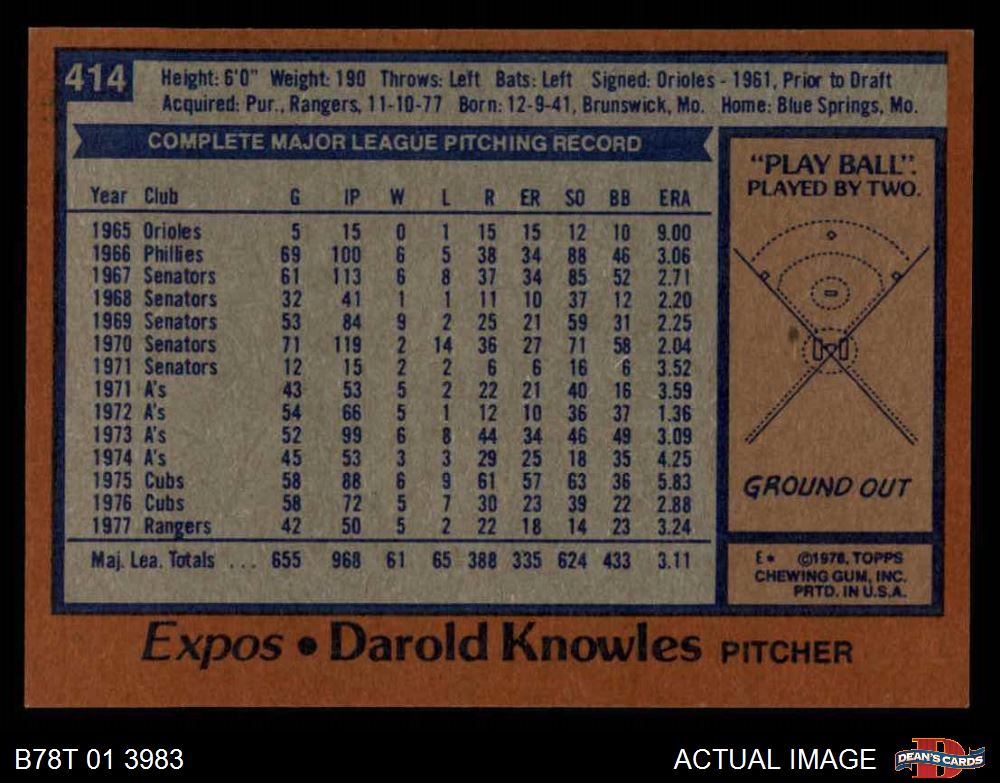 414
Height: 6'0" Weight: 190 Throws: Left Bats: Left Signed: Orioles - 1961, Prior to Draft
Acquired: Pur., Rangers, 11-10-77 Born: 12-9-41, Brunswick, Mo. Home: Blue Springs, Mo.
COMPLETE MAJOR LEAGUE PITCHING RECORD
Year Club G IP W L R ER SO BB ERA
1965 Orioles 5 15 0 1 15 15 12 10 9.00
1966 Phillies 69 100 6 5 38 34 88 46 3.06
1967 Senators 61 113 6 8 37 34 85 52 2.71
1968 Senators 32 41 1 1 11 10 37 12 2.20
1969 Senators 53 84 9 2 25 21 59 31 2.25
1970 Senators 71 119 2 14 36 27 71 58 2.04
1971 Senators 12 15 2 2 6 6 16 6 3.52
1971 A's 43 53 5 2 22 21 40 16 3.59
1972 A's 54 66 5 1 12 10 36 37 1.36
1973 A's 52 99 6 8 44 34 46 49 3.09
1974 A's 45 53 3 3 29 25 18 35 4.25
1975 Cubs 58 88 6 9 61 57 63 36 5.83
1976 Cubs 58 72 5 7 30 23 39 22 2.88
1977 Rangers 42 50 5 2 22 18 14 23 3.24
Maj. Lea. Totals ... 655 968 61 65 388 335 624 433 3.11
"PLAY BALL".
PLAYED BY TWO.
GROUND OUT
E* ©1978, TOPPS
CHEWING GUM, INC.
PRTD. IN U.S.A.
Expos • Darold Knowles PITCHER
B78T 01 3983
ACTUAL IMAGE
D
DEAN'S CARDS